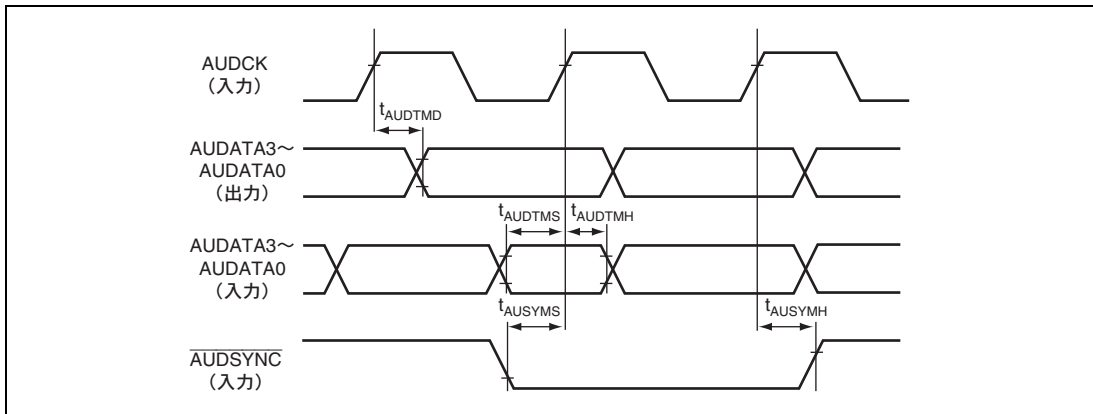 AUDCK
（入力）
tAUDTMD
AUDATA3～
AUDATA0
（出力）
tAUDTMS
tAUDTMH
AUDATA3～
AUDATA0
（入力）
tAUSYMS
tAUSYMH
AUDSYNC
（入力）